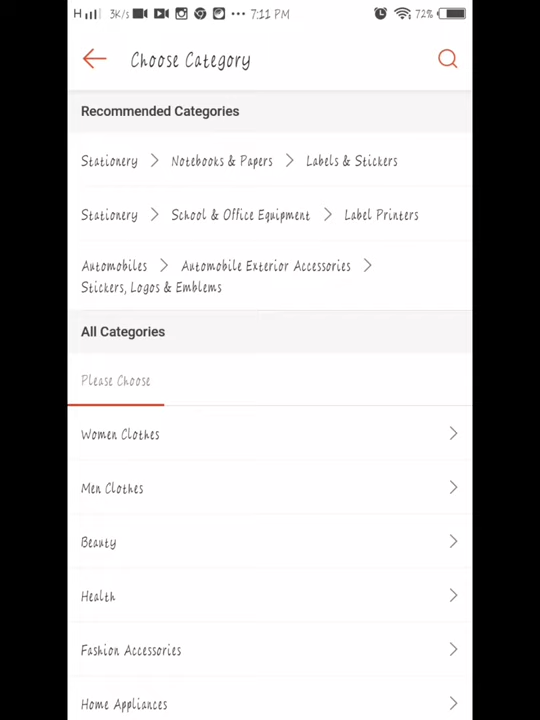 H 3K/s ••• 7:11 PM 72%
Choose Category
Recommended Categories
Stationery > Notebooks & Papers > Labels & Stickers
Stationery > School & Office Equipment > Label Printers
Automobiles > Automobile Exterior Accessories >
Stickers, Logos & Emblems
All Categories
Please Choose
Women Clothes
Men Clothes
Beauty
Health
Fashion Accessories
Home Appliances